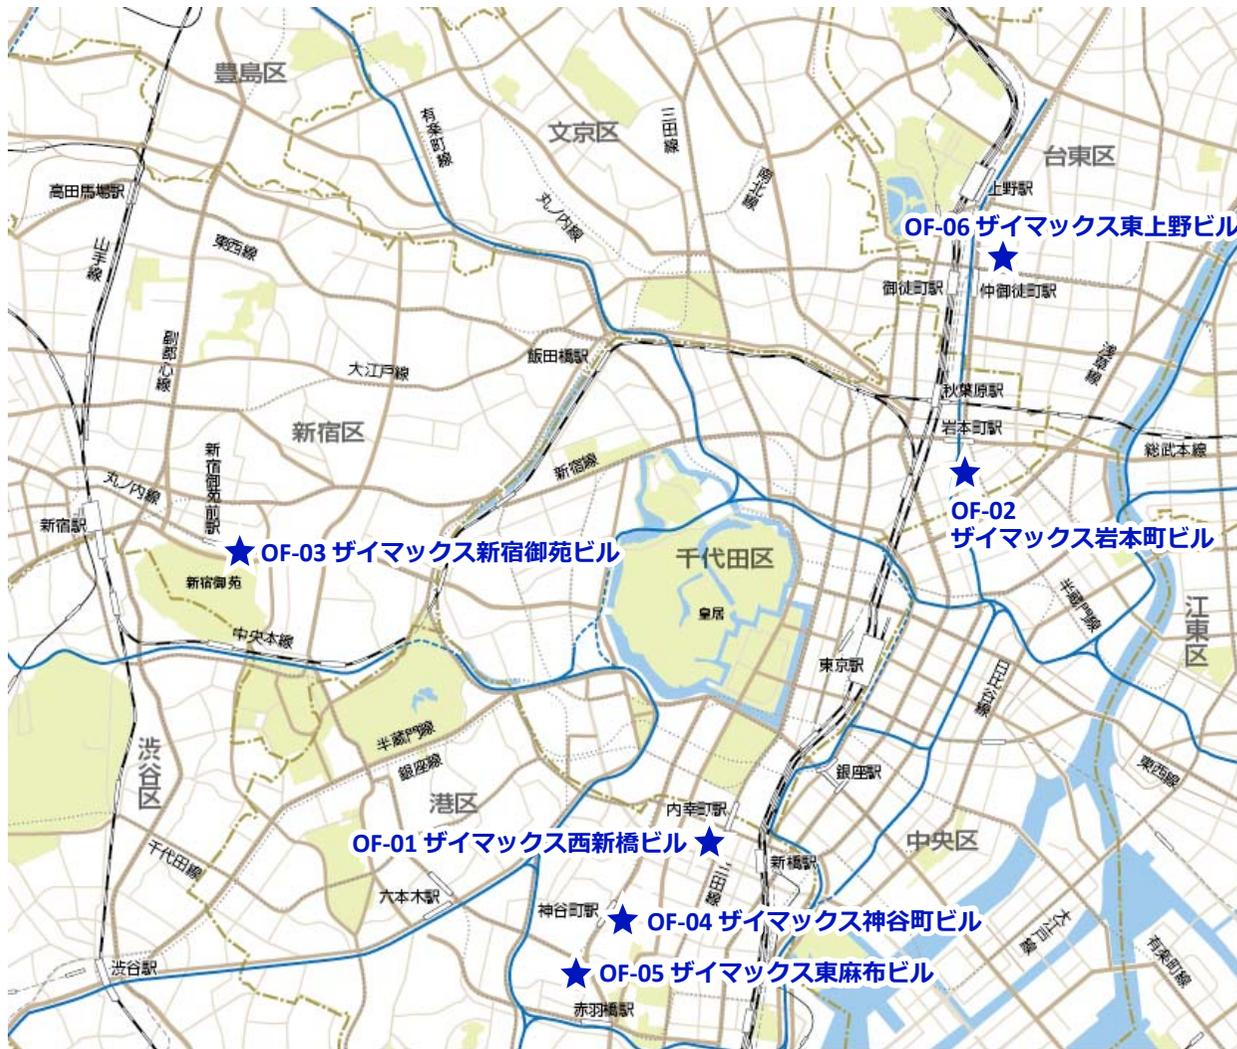 豊島区
有楽町線
文京区
三田線
台東区
高田馬場駅
南北線
上野駅
丸ノ内線
OF-06 ザイマックス東上野ビル
山手線
東西線
御徒町駅
仲御徒町駅
副都心線
飯田橋駅
浅草線
大江戸線
秋葉原駅
新宿区
岩本町駅
新宿御苑前駅
新宿線
総武本線
丸ノ内線
OF-02
ザイマックス岩本町ビル
新宿駅
OF-03 ザイマックス新宿御苑ビル
千代田区
新宿御苑
半蔵門線
皇居
江東区
中央本線
東京駅
日比谷線
渋谷区
半蔵門線
銀座線
銀座駅
東西線
港区
内幸町駅
OF-01 ザイマックス西新橋ビル
中央区
新橋駅
千代田線
三田線
六本木駅
神谷町駅
OF-04 ザイマックス神谷町ビル
大江戸線
有楽町線
渋谷駅
OF-05 ザイマックス東麻布ビル
赤羽橋駅